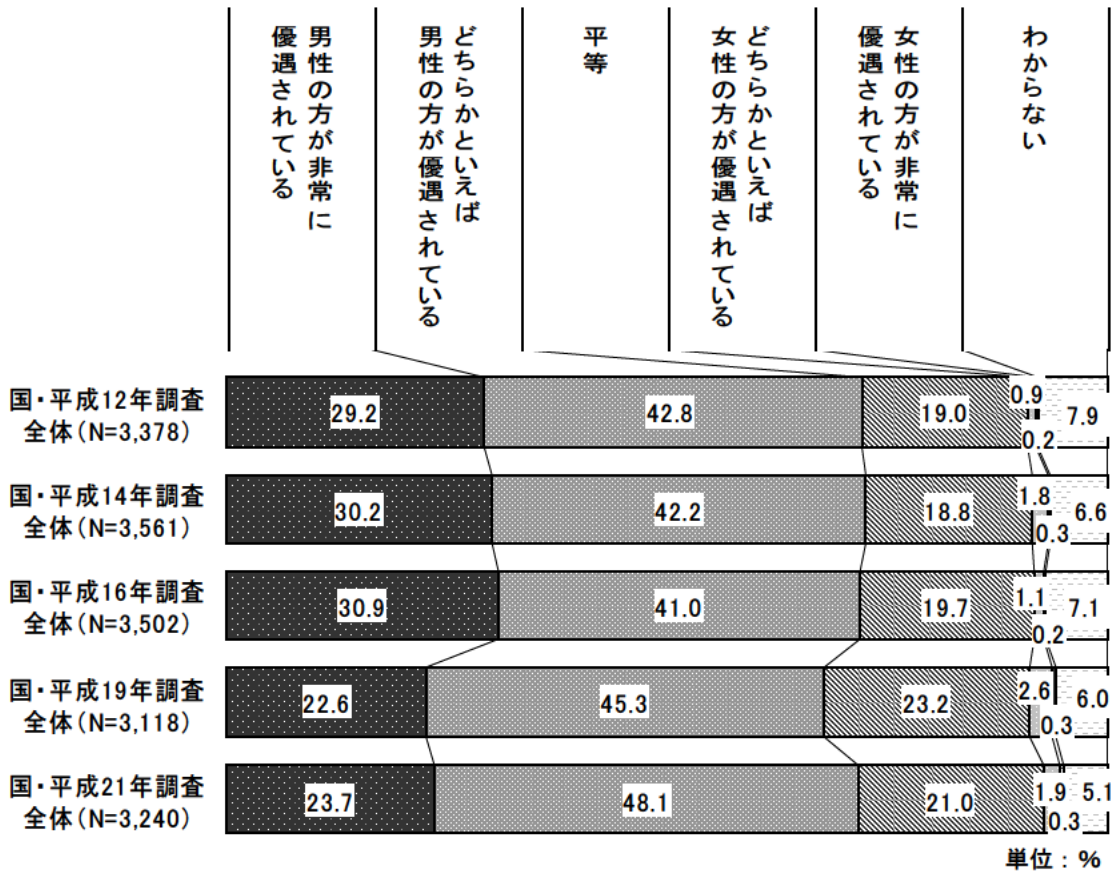 男性の方が非常に
優遇されている
どちらかといえば
男性の方が優遇されている
平等
どちらかといえば
女性の方が優遇されている
女性の方が非常に
優遇されている
わからない
国・平成12年調査
全体(N=3,378)
29.2
42.8
19.0
0.9
0.2
7.9
国・平成14年調査
全体(N=3,561)
30.2
42.2
18.8
1.8
0.3
6.6
国・平成16年調査
全体(N=3,502)
30.9
41.0
19.7
1.1
0.2
7.1
国・平成19年調査
全体(N=3,118)
22.6
45.3
23.2
2.6
0.3
6.0
国・平成21年調査
全体(N=3,240)
23.7
48.1
21.0
1.9
0.3
5.1
単位:%